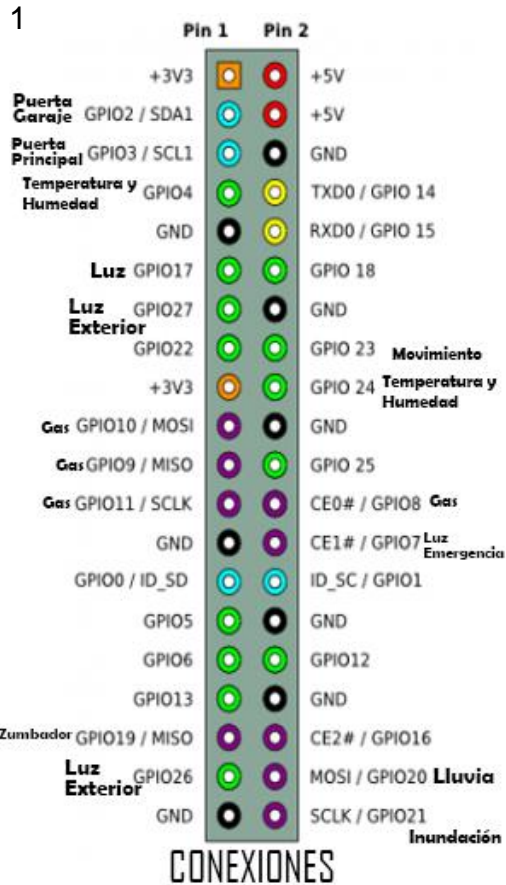 1
Pin 1 Pin 2
+3V3 +5V
Puerta
Garaje GPIO2 / SDA1 +5V
Puerta
Principal GPIO3 / SCL1 GND
Temperatura y
Humedad GPIO4 TXD0 / GPIO 14
GND RXD0 / GPIO 15
Luz GPIO17 GPIO 18
Luz
Exterior GPIO27 GND
GPIO22 GPIO 23 Movimiento
+3V3 GPIO 24 Temperatura y
Humedad
Gas GPIO10 / MOSI GND
Gas GPIO9 / MISO GPIO 25
Gas GPIO11 / SCLK CE0# / GPIO8 Gas
GND CE1# / GPIO7 Luz
Emergencia
GPIO0 / ID_SD ID_SC / GPIO1
GPIO5 GND
GPIO6 GPIO12
GPIO13 GND
Zumbador GPIO19 / MISO CE2# / GPIO16
Luz
Exterior GPIO26 MOSI / GPIO20 Lluvia
GND SCLK / GPIO21
Inundación
CONEXIONES